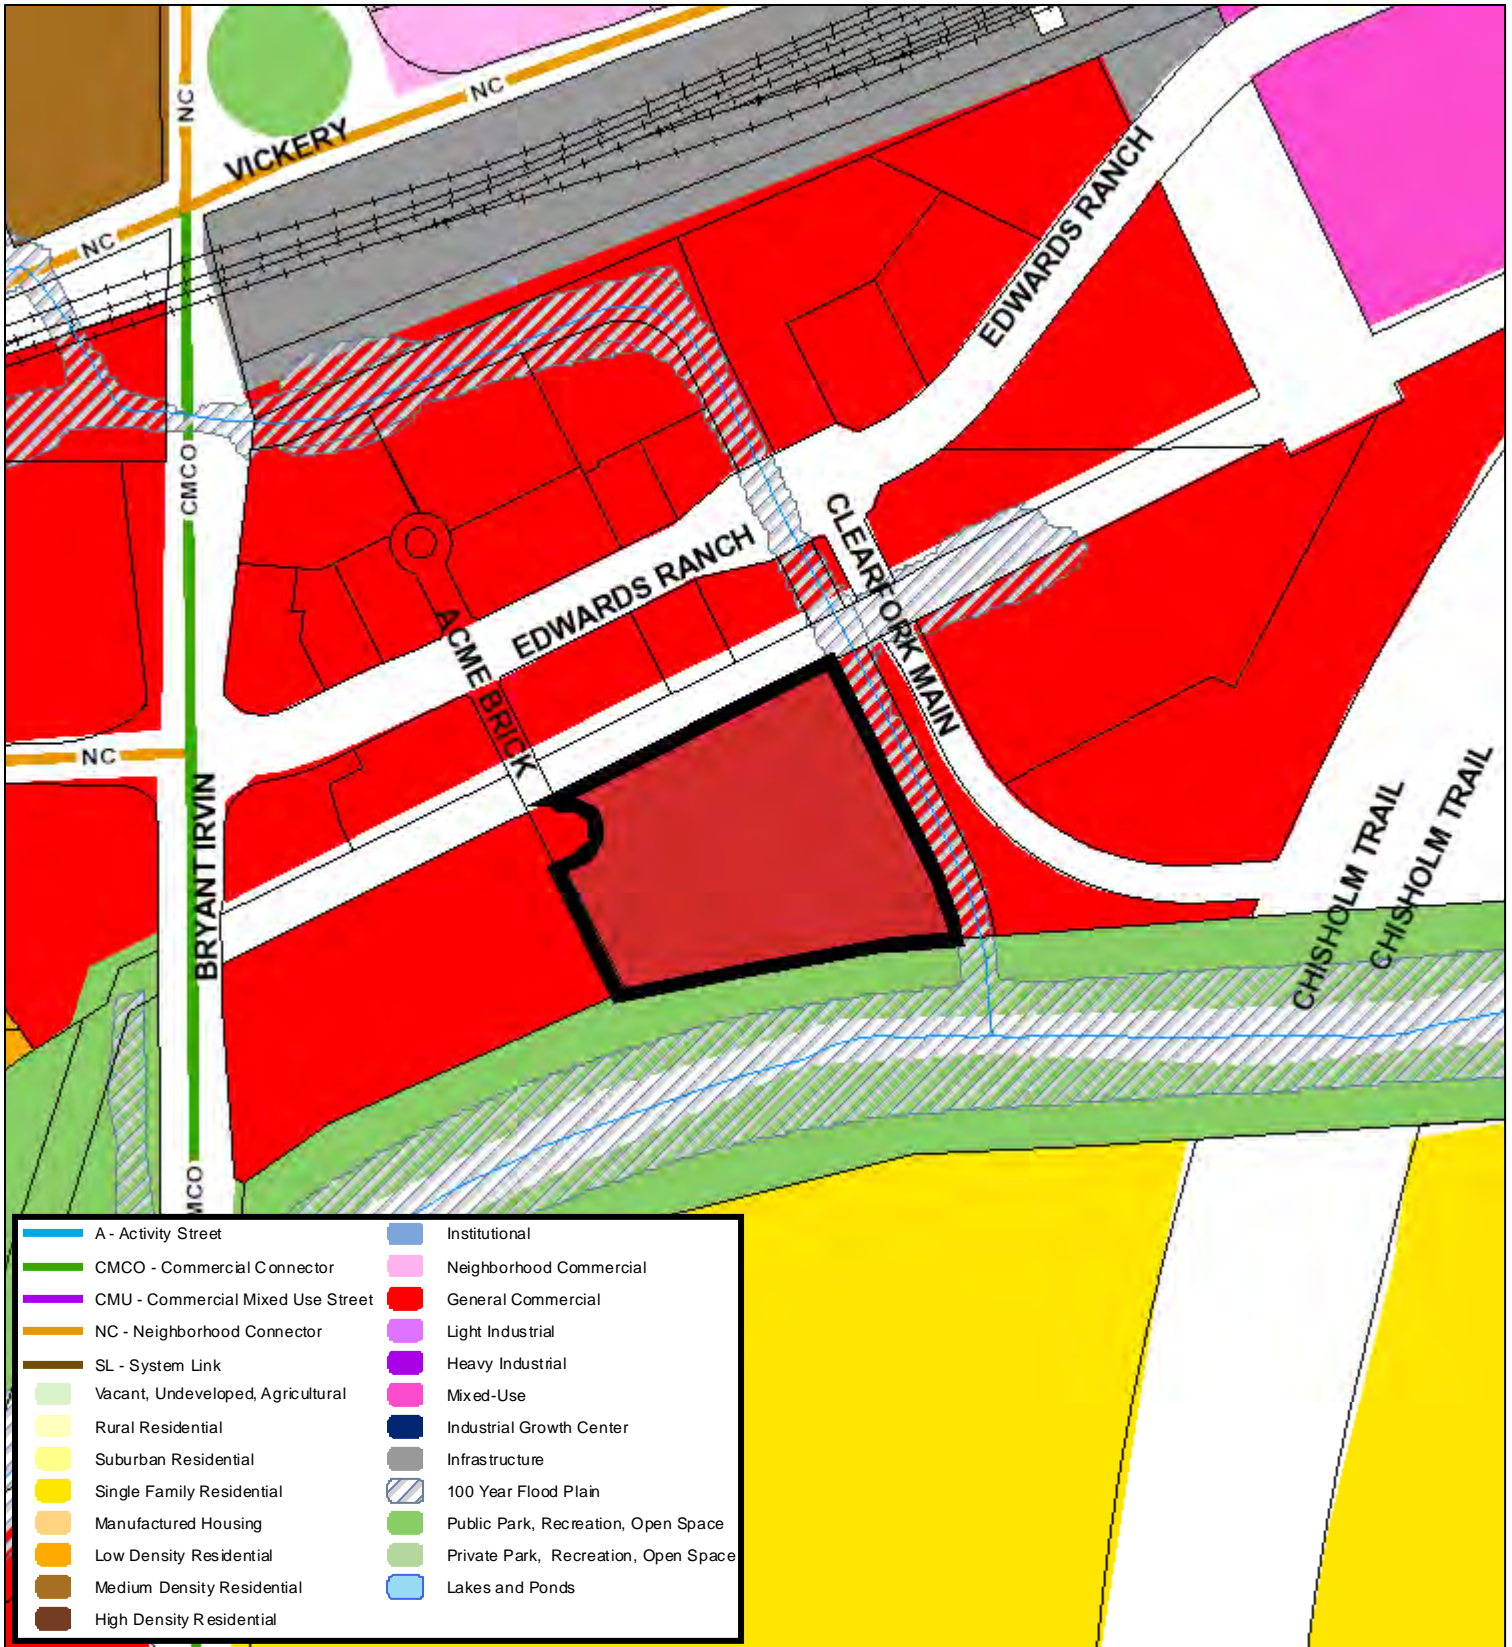 NC
NC
VICKERY
NC
EDWARDS RANCH
CMCO
CLEARFORK MAIN
EDWARDS RANCH
ACME BRICK
NC
BRYANT IRVIN
CHISHOLM TRAIL
CHISHOLM TRAIL
MCO
A - Activity Street
CMCO - Commercial Connector
CMU - Commercial Mixed Use Street
NC - Neighborhood Connector
SL - System Link
Vacant, Undeveloped, Agricultural
Rural Residential
Suburban Residential
Single Family Residential
Manufactured Housing
Low Density Residential
Medium Density Residential
High Density Residential
Institutional
Neighborhood Commercial
General Commercial
Light Industrial
Heavy Industrial
Mixed-Use
Industrial Growth Center
Infrastructure
100 Year Flood Plain
Public Park, Recreation, Open Space
Private Park, Recreation, Open Space
Lakes and Ponds